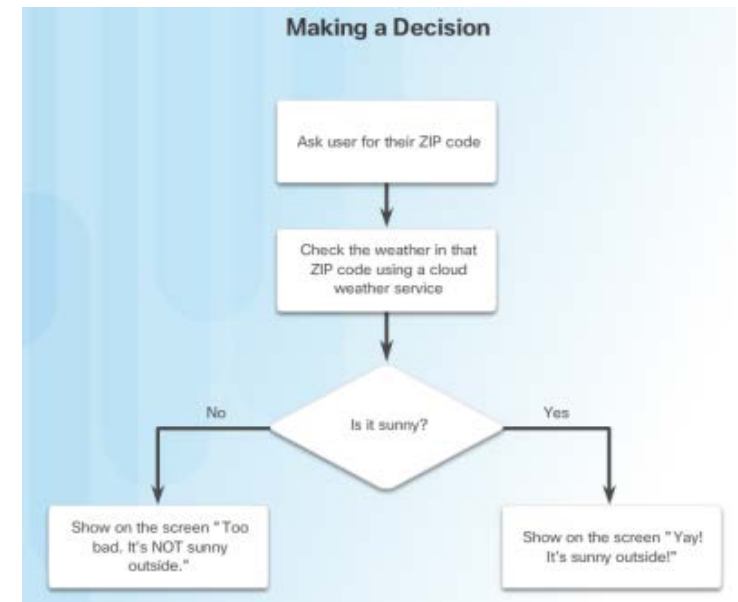 Making a Decision
Ask user for their ZIP code
Check the weather in that
ZIP code using a cloud
weather service
Is it sunny?
No
Yes
Show on the screen "Too
bad. It's NOT sunny
outside."
Show on the screen "Yay!
It's sunny outside!"